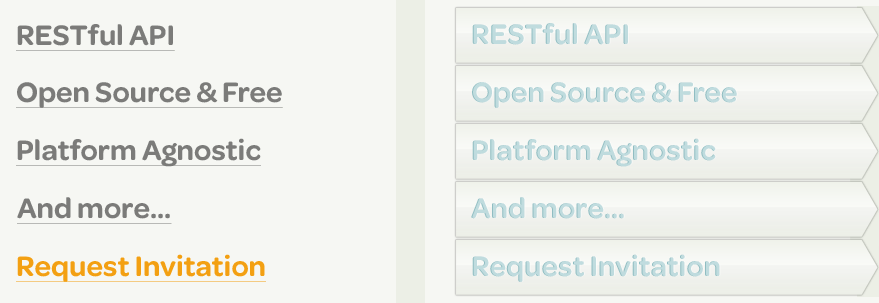 RESTful API
Open Source & Free
Platform Agnostic
And more...
Request Invitation
RESTful API
Open Source & Free
Platform Agnostic
And more...
Request Invitation